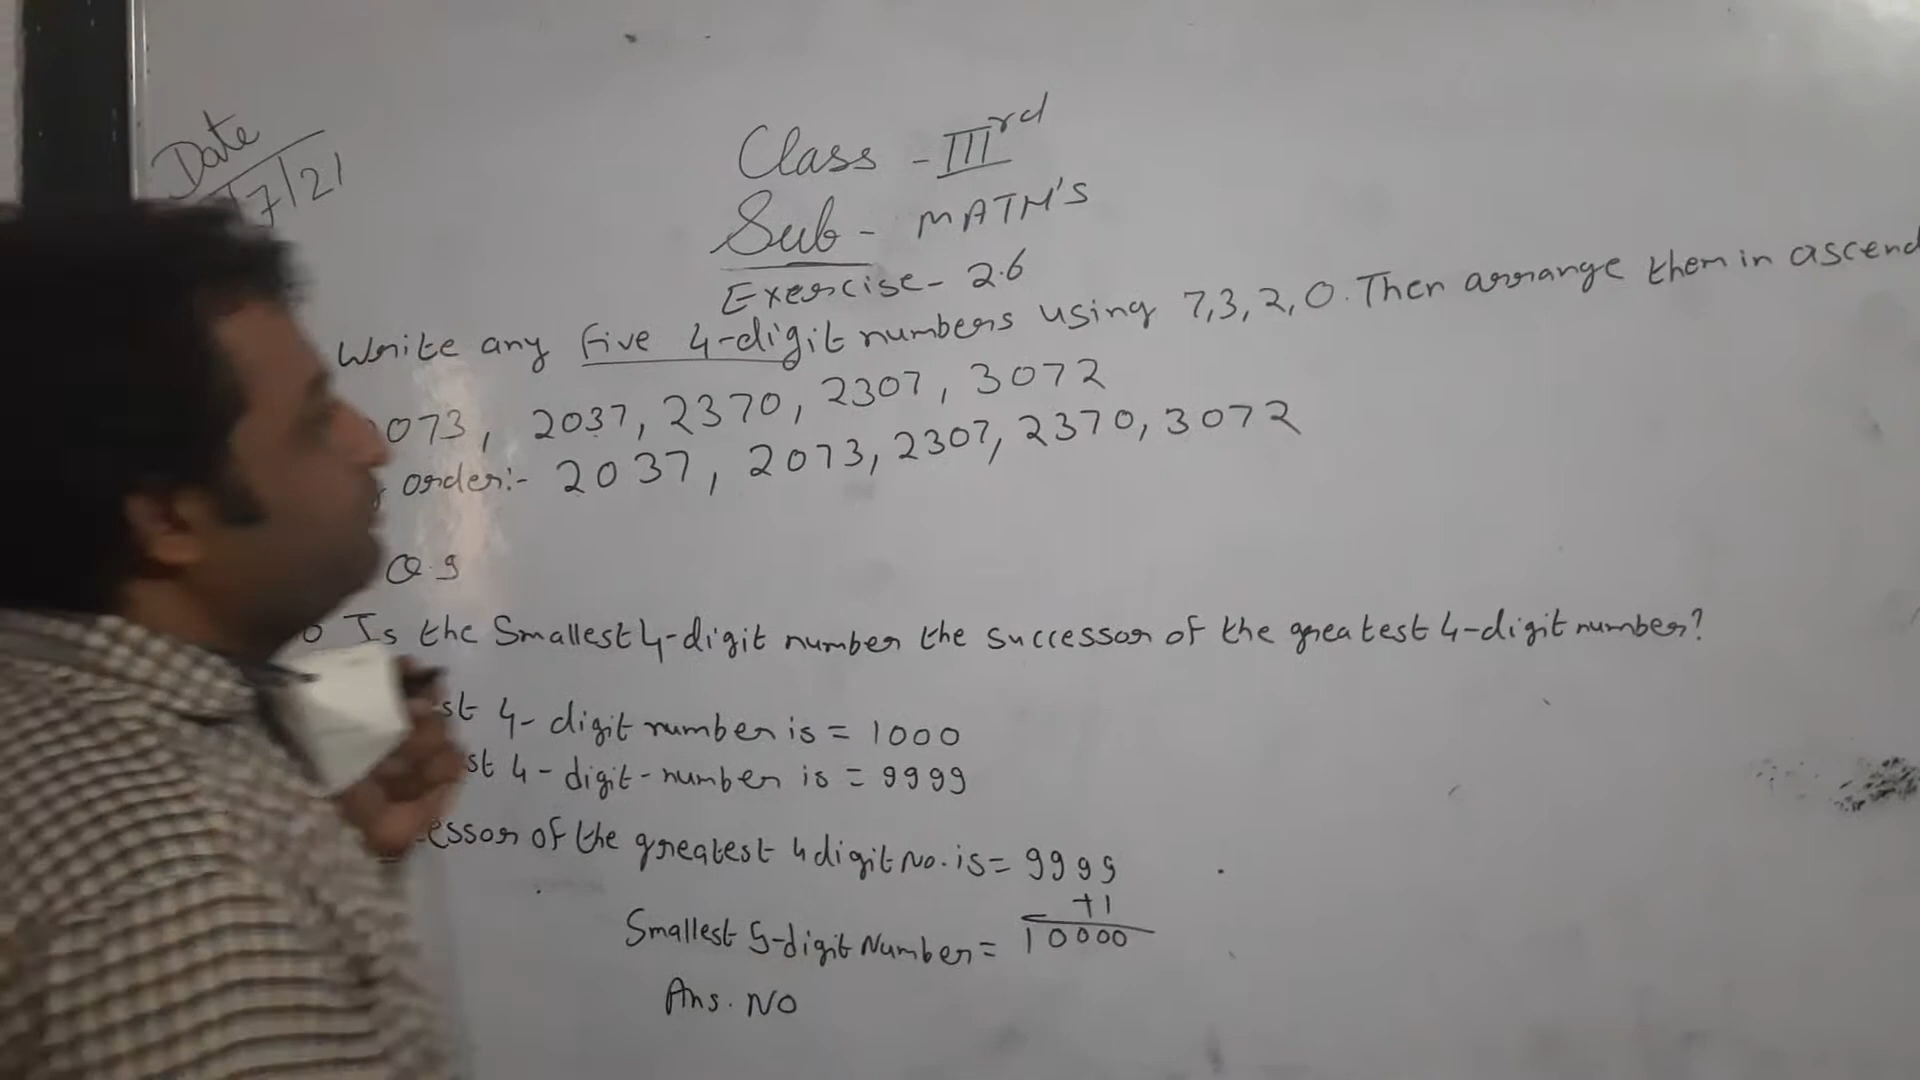 Date
/7/21
Class - IIIrd
Sub - MATH'S
Exercise - 2.6
Write any five 4-digit numbers using 7,3,2,0. Then arrange them in ascend
073, 2037, 2370, 2307, 3072
order:- 2037, 2073, 2307, 2370, 3072
Q.9
Is the Smallest 4-digit number the successor of the greatest 4-digit number?
st 4-digit number is = 1000
st 4-digit-number is = 9999
essor of the greatest 4 digit No. is = 9999
+1
Smallest 5-digit Number = 10000
Ans. NO